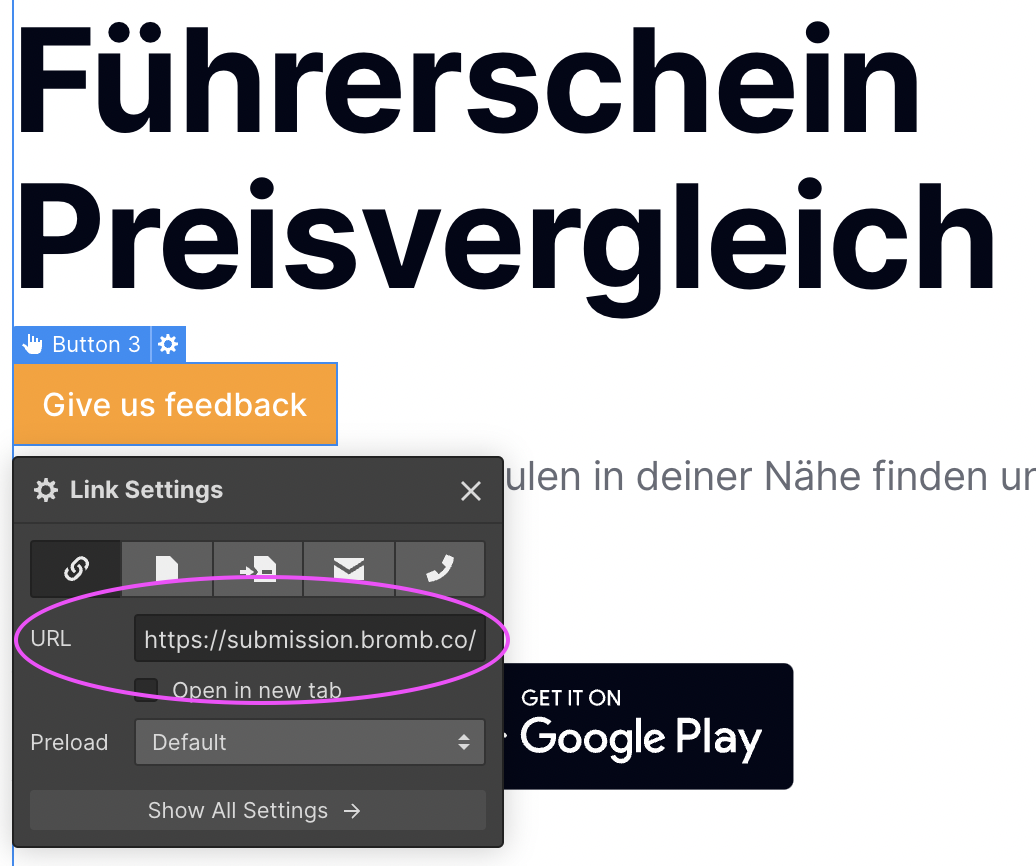 Führerschein
Preisvergleich
Button 3
Give us feedback
ulen in deiner Nähe finden
Link Settings
URL
https://submission.bromb.co/
Open in new tab
GET IT ON
Google Play
Preload
Default
Show All Settings →